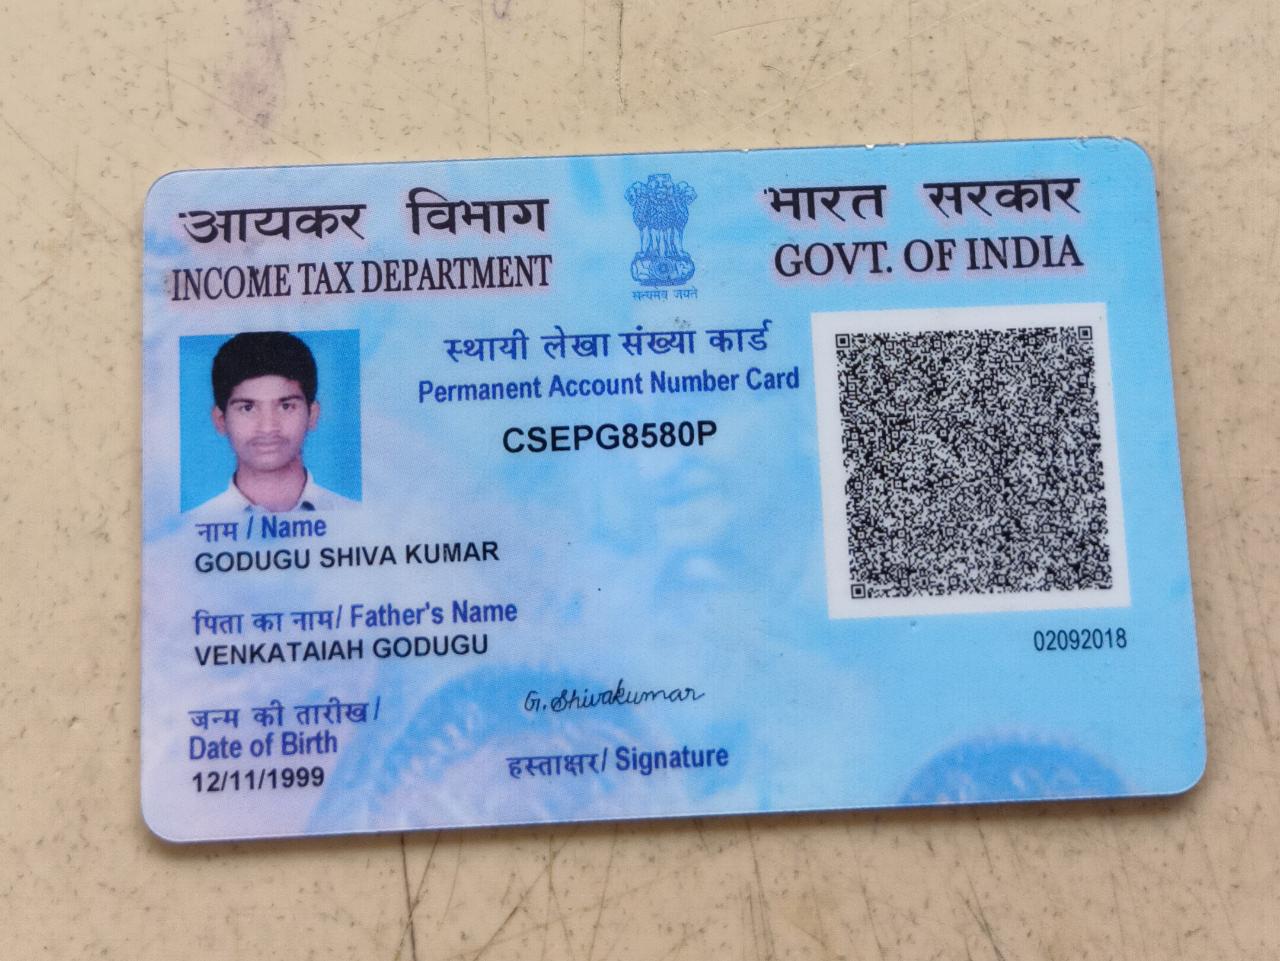 आयकर विभाग
INCOME TAX DEPARTMENT
सत्यमेव जयते
भारत सरकार
GOVT. OF INDIA
स्थायी लेखा संख्या कार्ड
Permanent Account Number Card
CSEPG8580P
नाम / Name
GODUGU SHIVA KUMAR
पिता का नाम/ Father's Name
VENKATAIAH GODUGU
जन्म की तारीख/
Date of Birth
12/11/1999
G. Shivakumar
हस्ताक्षर/ Signature
02092018